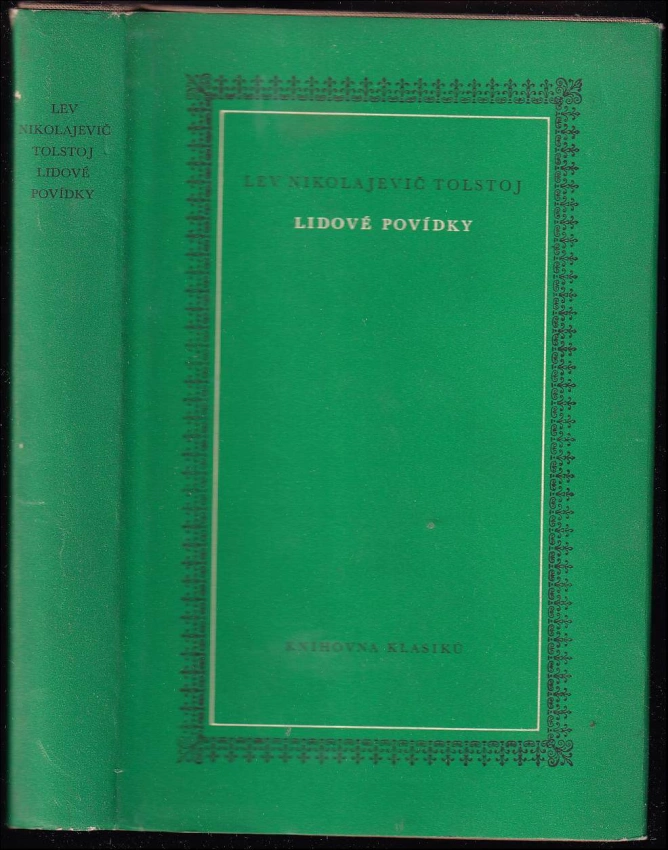 LEV
NIKOLAJEVIČ
TOLSTOJ
LIDOVÉ
POVÍDKY
LEV NIKOLAJEVIČ TOLSTOJ
LIDOVÉ POVÍDKY
KNIHOVNA KLASIKŮ